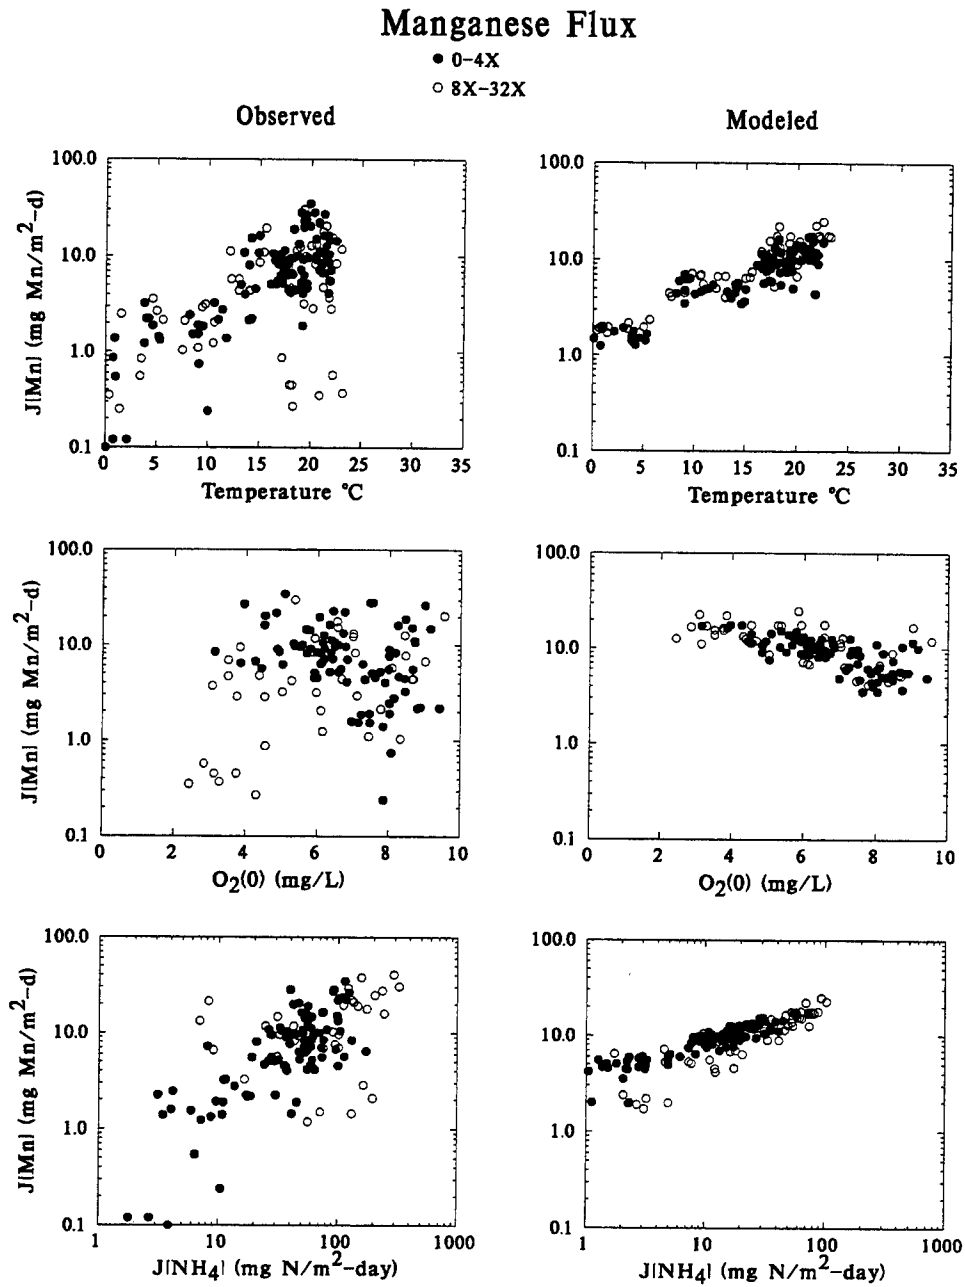 Manganese Flux
● 0-4X
○ 8X-32X
Observed
Modeled
J[Mn] (mg Mn/m²-d)
100.0
10.0
1.0
0.1
0 5 10 15 20 25 30 35
Temperature °C
100.0
10.0
1.0
0.1
0 5 10 15 20 25 30 35
Temperature °C
J[Mn] (mg Mn/m²-d)
100.0
10.0
1.0
0.1
0 2 4 6 8 10
O₂(0) (mg/L)
100.0
10.0
1.0
0.1
0 2 4 6 8 10
O₂(0) (mg/L)
J[Mn] (mg Mn/m²-d)
100.0
10.0
1.0
0.1
1 10 100 1000
J[NH₄] (mg N/m²-day)
100.0
10.0
1.0
0.1
1 10 100 1000
J[NH₄] (mg N/m²-day)